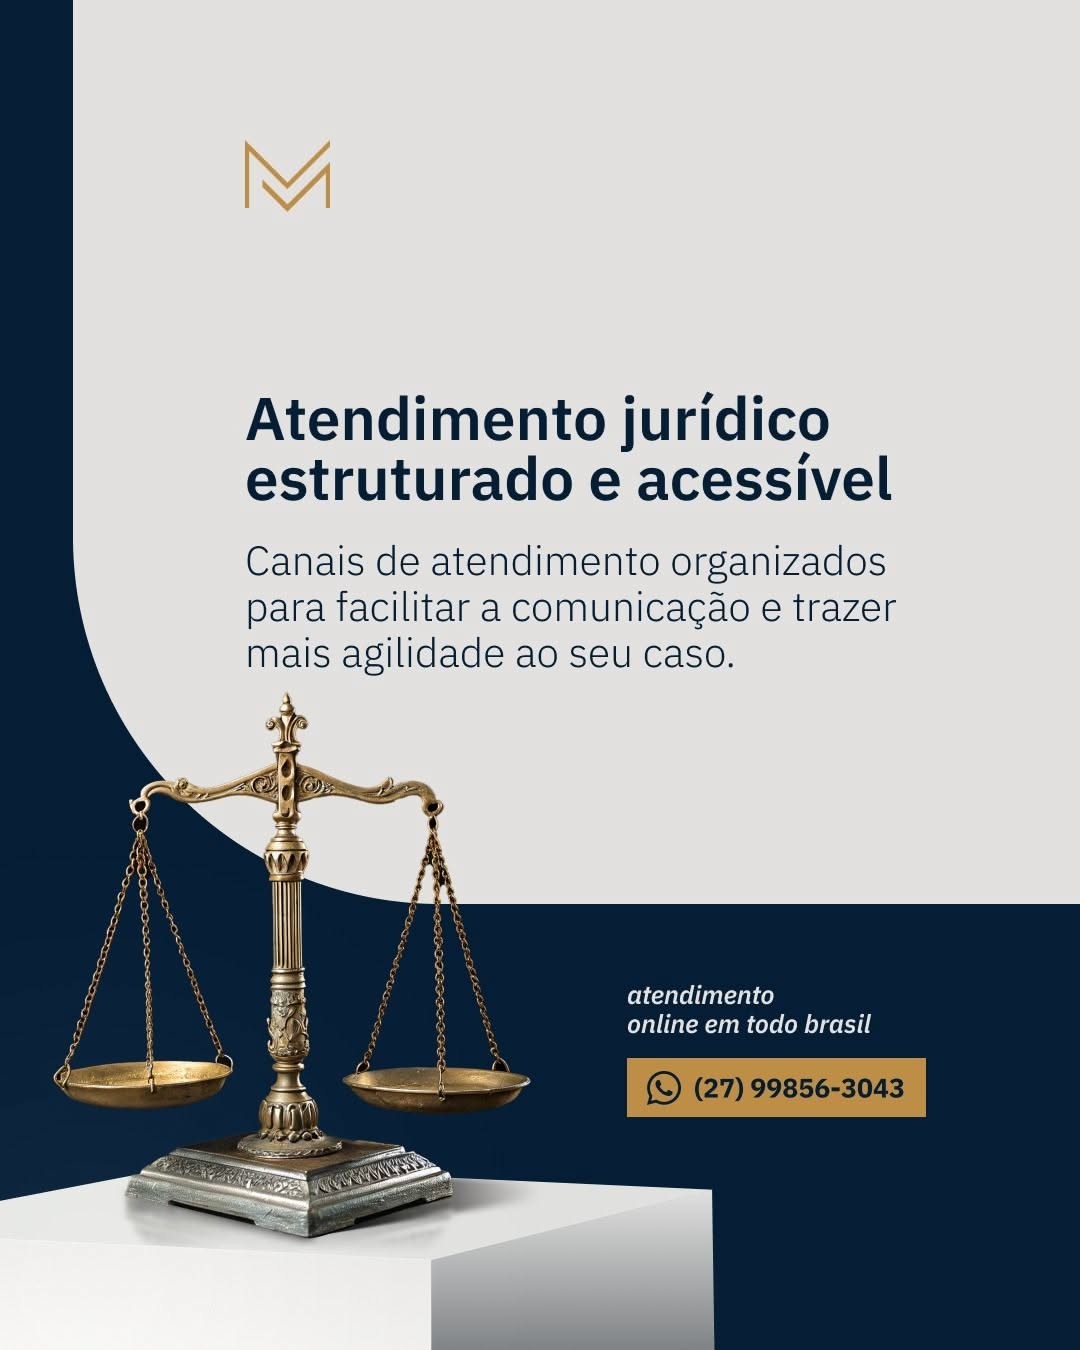 Atendimento jurídico
estruturado e acessível
Canais de atendimento organizados
para facilitar a comunicação e trazer
mais agilidade ao seu caso.
atendimento
online em todo brasil
(27) 99856-3043